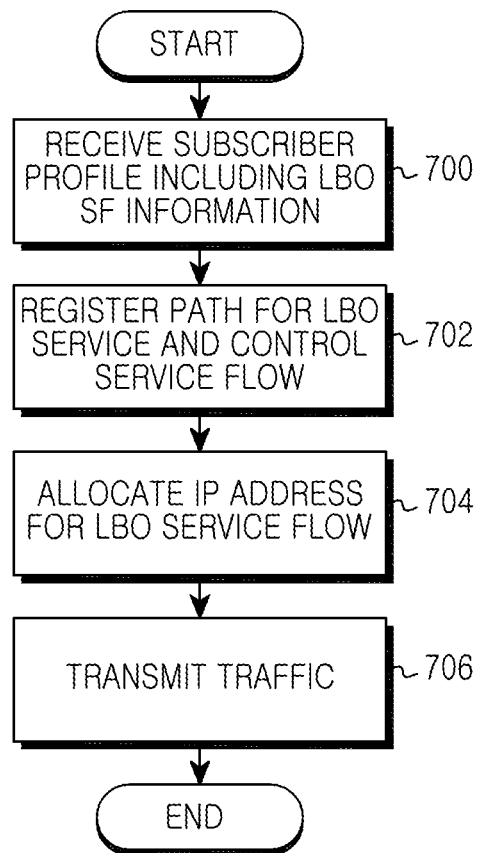 START
RECEIVE SUBSCRIBER
PROFILE INCLUDING LBO
SF INFORMATION
700
REGISTER PATH FOR LBO
SERVICE AND CONTROL
SERVICE FLOW
702
ALLOCATE IP ADDRESS
FOR LBO SERVICE FLOW
704
TRANSMIT TRAFFIC
706
END